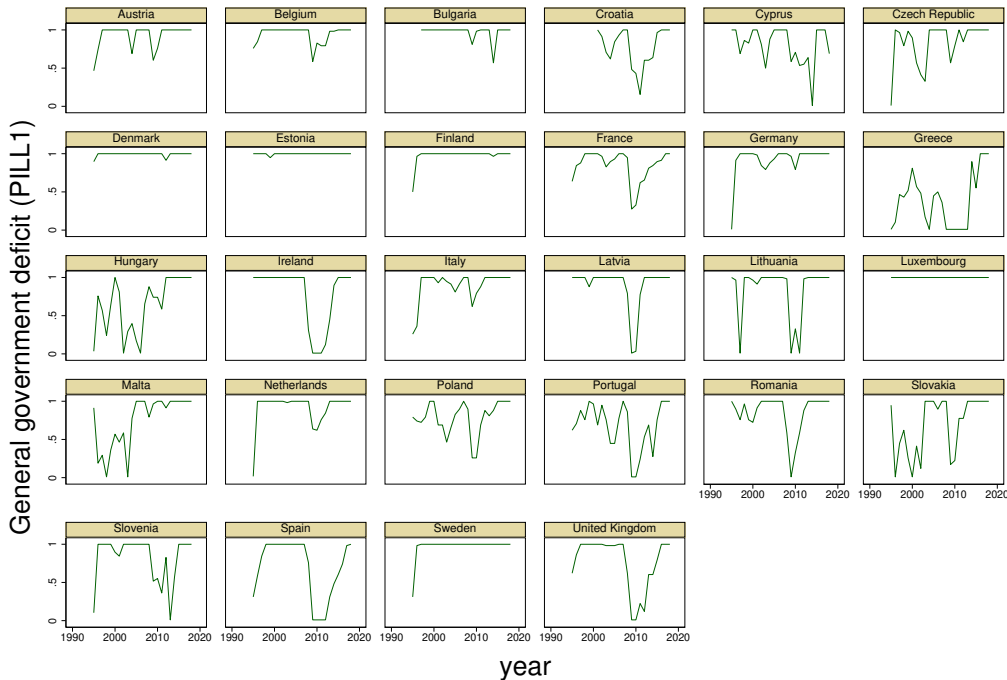 General government deficit (PILL1)
Austria Belgium Bulgaria Croatia Cyprus Czech Republic
1
.5
0
Denmark Estonia Finland France Germany Greece
1
.5
0
Hungary Ireland Italy Latvia Lithuania Luxembourg
1
.5
0
Malta Netherlands Poland Portugal Romania Slovakia
1
.5
0
1990 2000 2010 2020 1990 2000 2010 2020
Slovenia Spain Sweden United Kingdom
1
.5
0
1990 2000 2010 2020 1990 2000 2010 2020 1990 2000 2010 2020 1990 2000 2010 2020
year